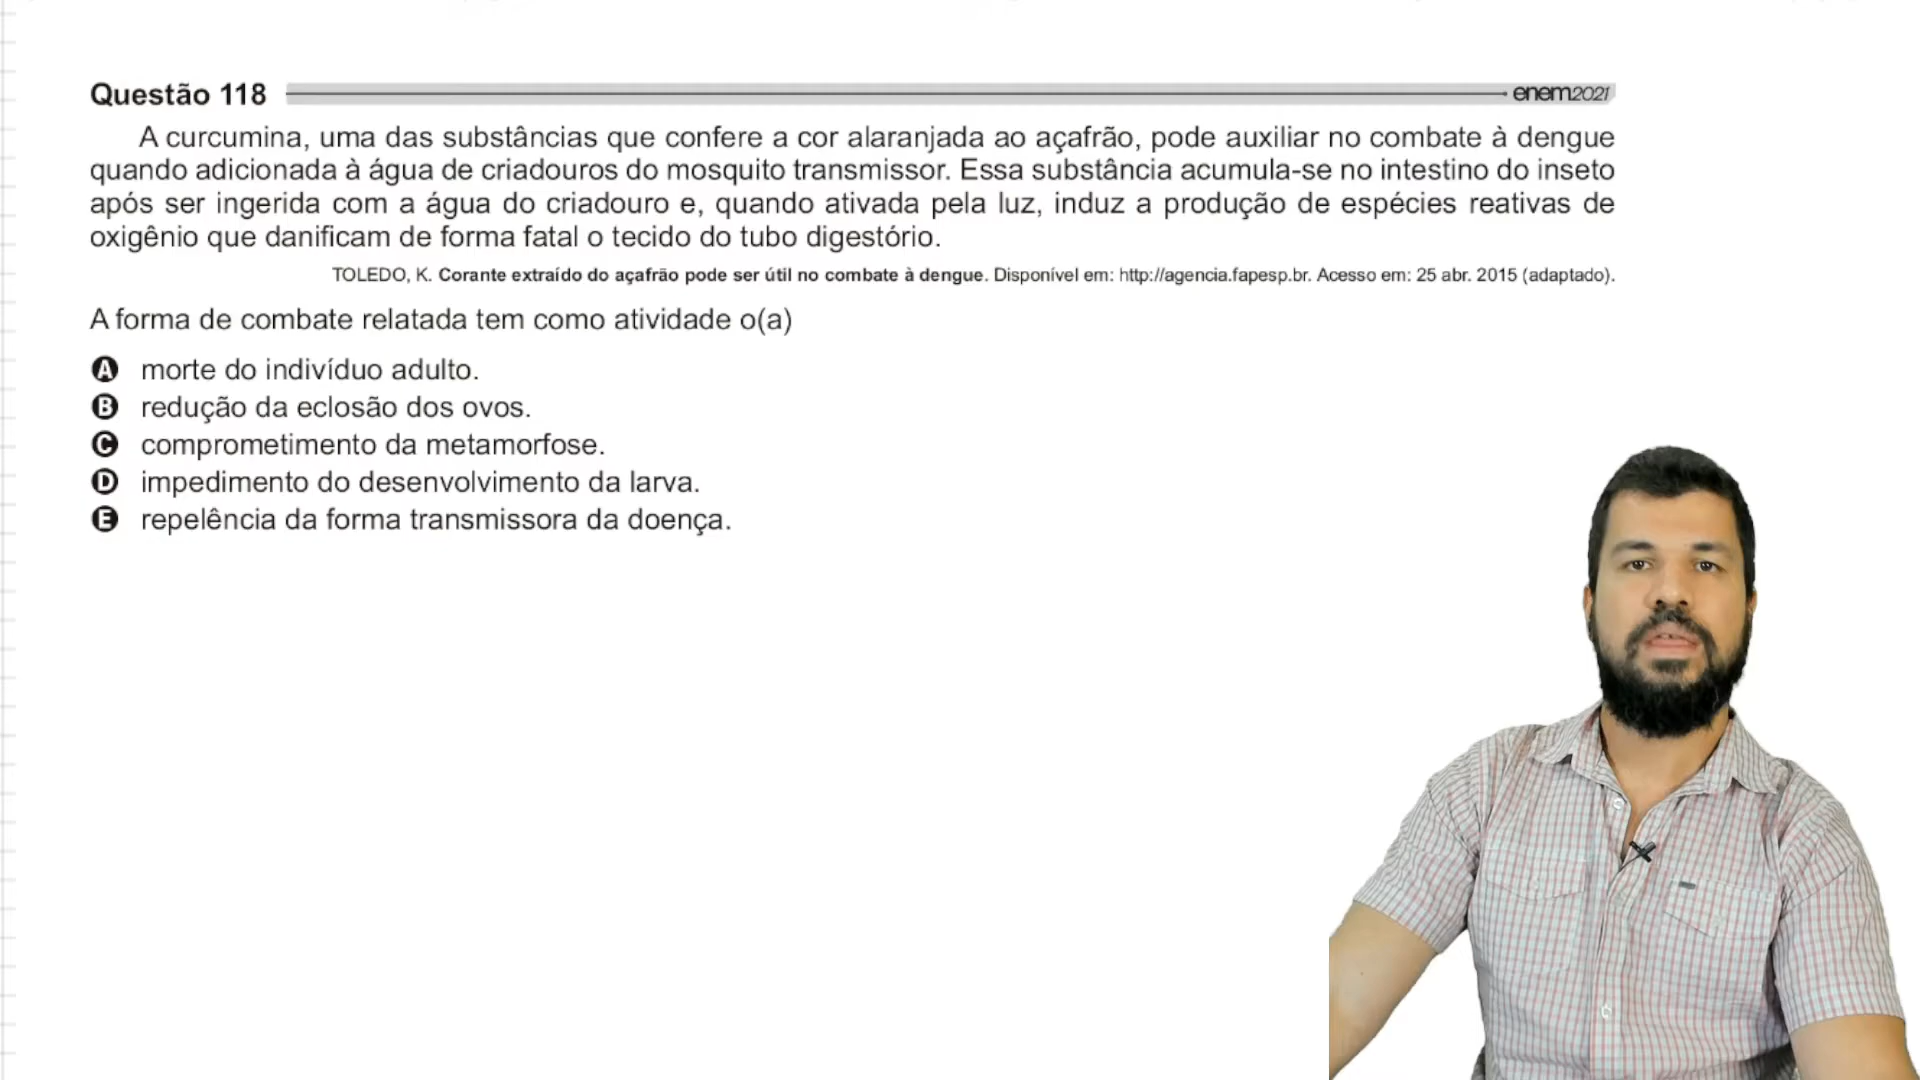 Questão 118
enem2021
A curcumina, uma das substâncias que confere a cor alaranjada ao açafrão, pode auxiliar no combate à dengue
quando adicionada à água de criadouros do mosquito transmissor. Essa substância acumula-se no intestino do inseto
após ser ingerida com a água do criadouro e, quando ativada pela luz, induz a produção de espécies reativas de
oxigênio que danificam de forma fatal o tecido do tubo digestório.
TOLEDO, K. Corante extraído do açafrão pode ser útil no combate à dengue. Disponível em: http://agencia.fapesp.br. Acesso em: 25 abr. 2015 (adaptado).
A forma de combate relatada tem como atividade o(a)
A morte do indivíduo adulto.
B redução da eclosão dos ovos.
C comprometimento da metamorfose.
D impedimento do desenvolvimento da larva.
E repelência da forma transmissora da doença.